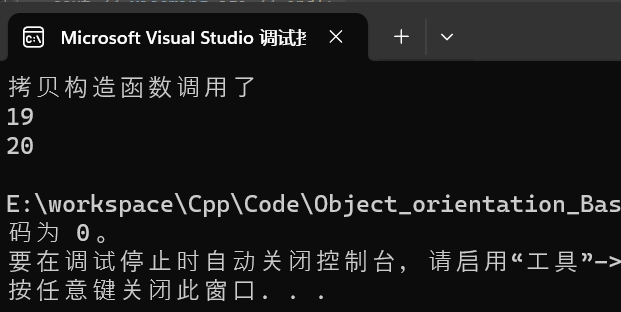 Microsoft Visual Studio 调试
拷贝构造函数调用了
19
20
E:\workspace\Cpp\Code\Object_orientation_Bas
码为 0。
要在调试停止时自动关闭控制台，请启用“工具”->
按任意键关闭此窗口. . .